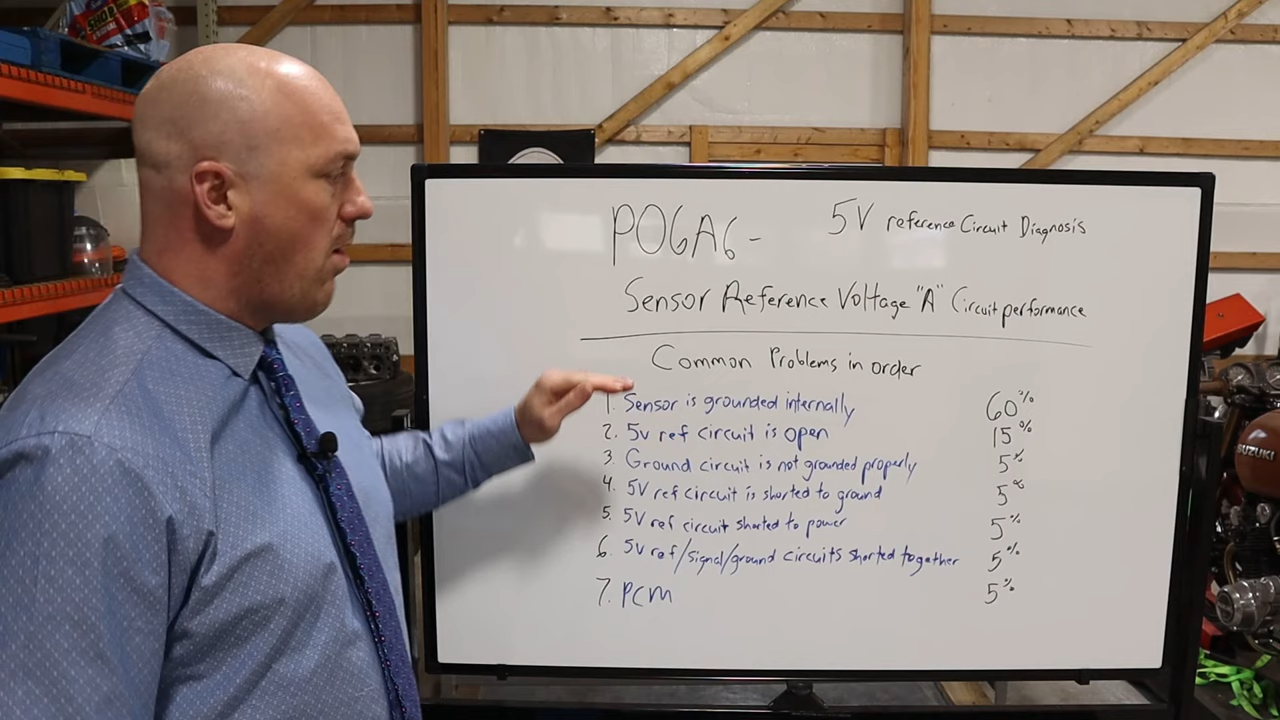 P06A6 -
5V reference Circuit Diagnosis
Sensor Reference Voltage "A" Circuit performance
Common Problems in order
1. Sensor is grounded internally 60%
2. 5v ref circuit is open 15%
3. Ground circuit is not grounded properly 5%
4. 5V ref circuit is shorted to ground 5%
5. 5V ref circuit shorted to power 5%
6. 5v ref/signal/ground circuits shorted together 5%
7. PCM 5%
SUZUKI